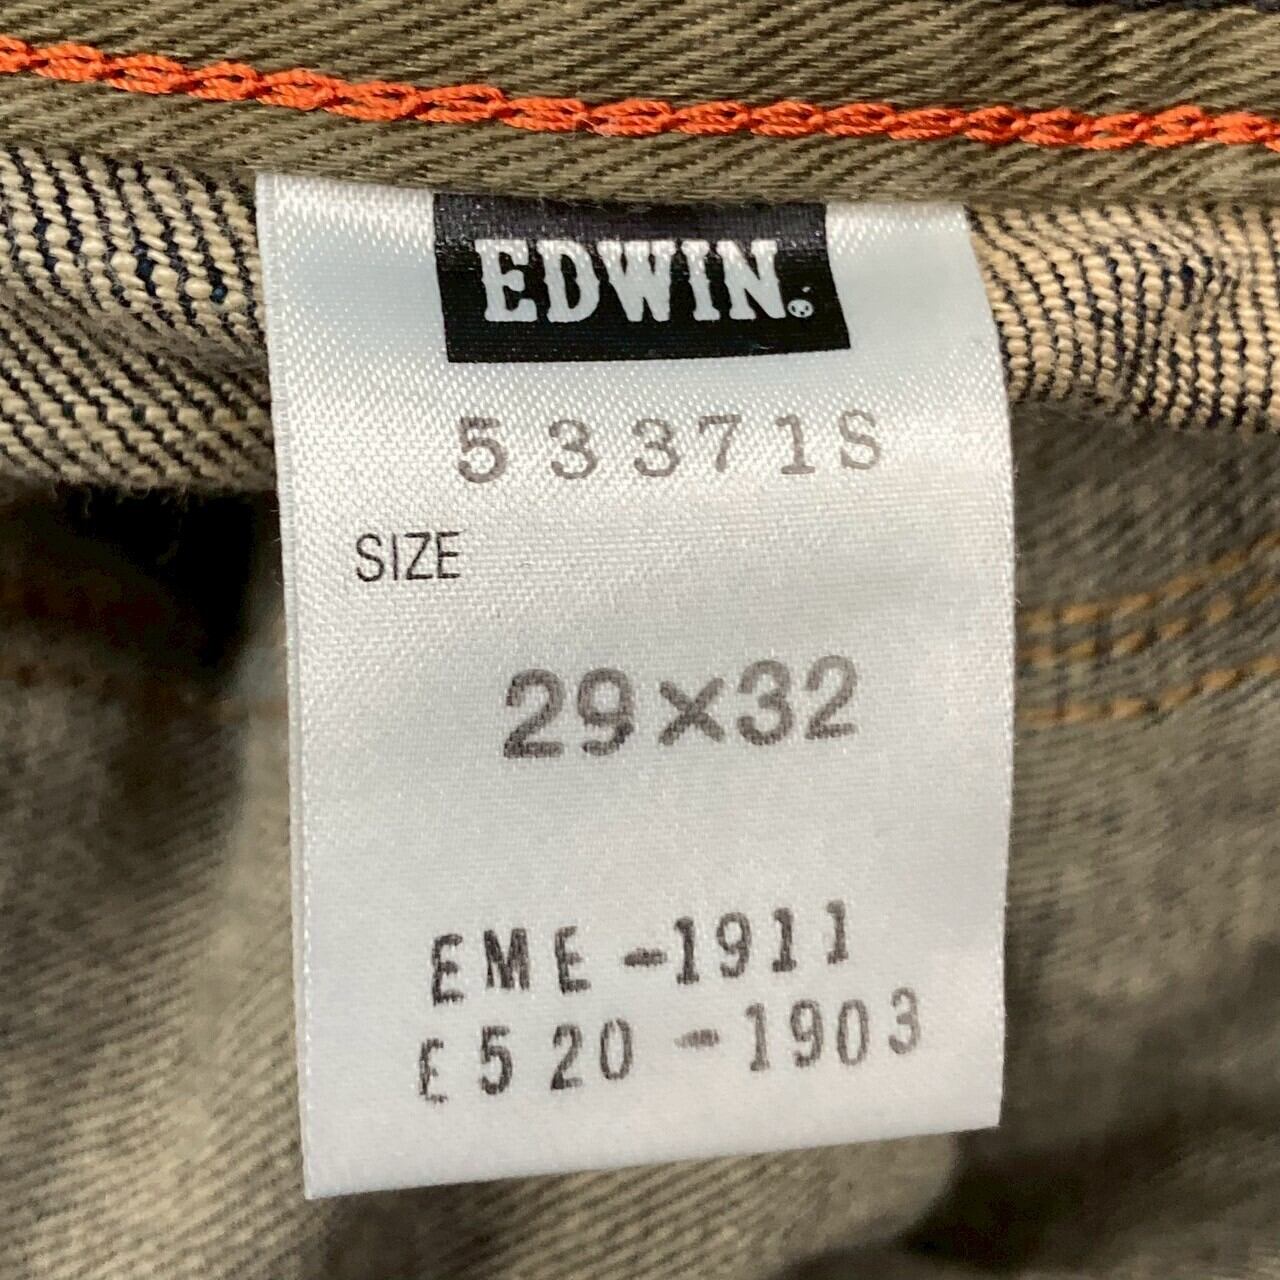 EDWIN®
53371S
SIZE
29×32
EME-1911
E520-1903